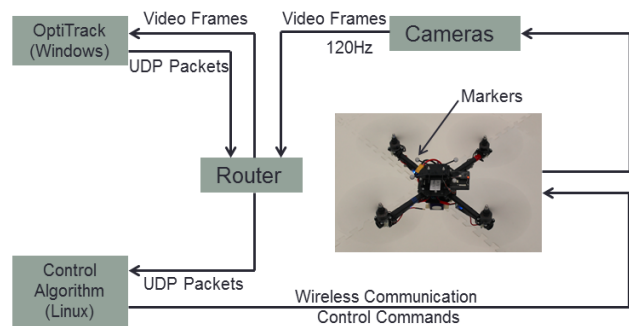 OptiTrack
(Windows)
Video Frames
UDP Packets
Video Frames
120Hz
Cameras
Markers
Router
Control
Algorithm
(Linux)
UDP Packets
Wireless Communication
Control Commands